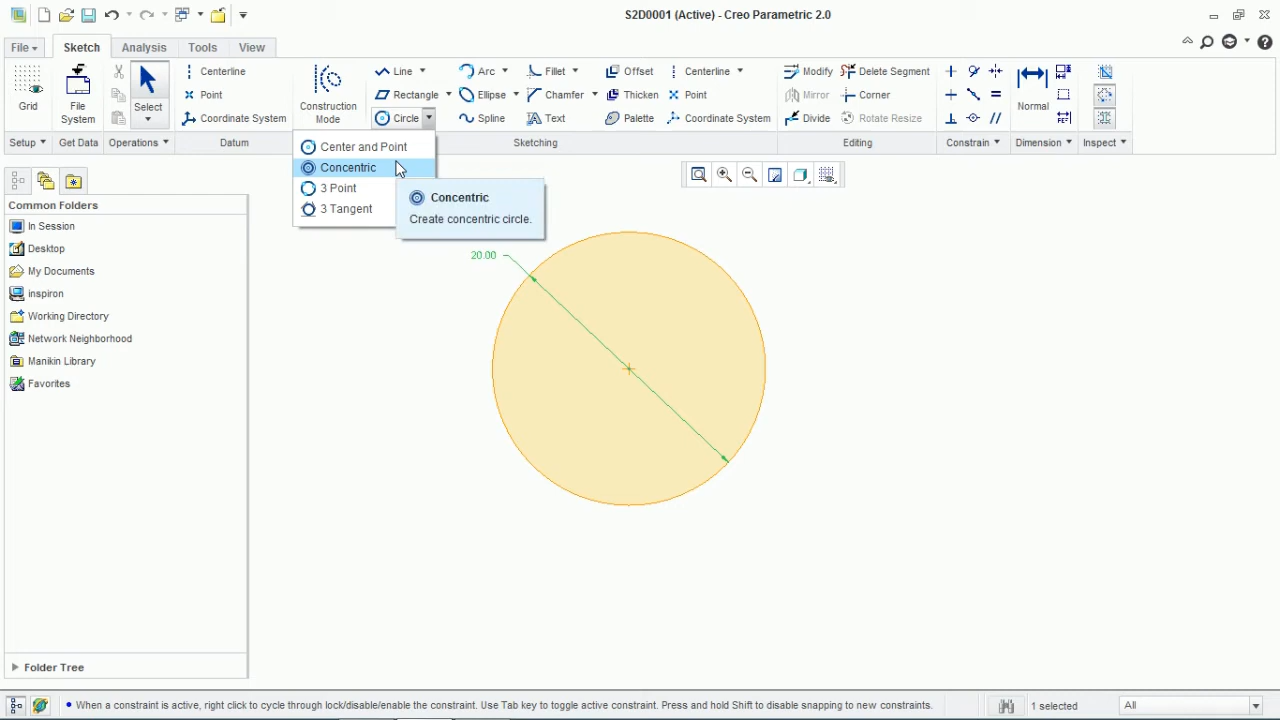 S2D0001 (Active) - Creo Parametric 2.0
File Sketch Analysis Tools View
Centerline Line Arc Fillet Offset Centerline Modify Delete Segment
Point Rectangle Ellipse Chamfer Thicken Point Mirror Corner
Grid File System Select Coordinate System Construction Mode Circle Spline Text Palette Coordinate System Divide Rotate Resize Normal
Setup Get Data Operations Datum Sketching Editing Constrain Dimension Inspect
Center and Point
Concentric
3 Point
3 Tangent
Concentric
Create concentric circle.
Common Folders
In Session
Desktop
My Documents
inspiron
Working Directory
Network Neighborhood
Manikin Library
Favorites
20.00
Folder Tree
When a constraint is active, right click to cycle through lock/disable/enable the constraint. Use Tab key to toggle active constraint. Press and hold Shift to disable snapping to new constraints. 1 selected All